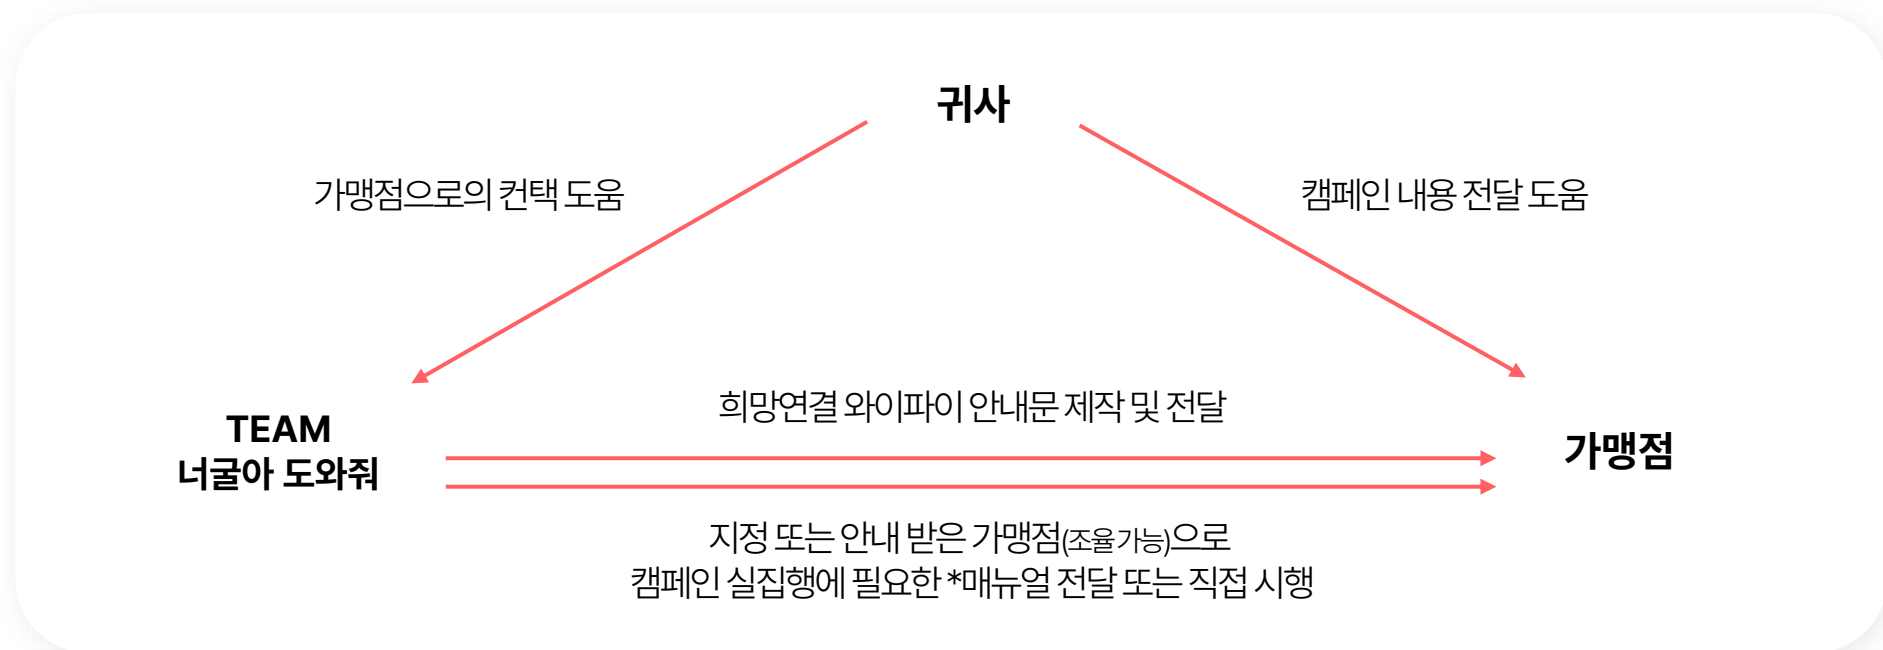 귀사
가맹점으로의 컨택 도움
캠페인 내용 전달 도움
희망연결 와이파이 안내문 제작 및 전달
TEAM
너굴아 도와줘
가맹점
지정 또는 안내 받은 가맹점(조율 가능)으로
캠페인 실집행에 필요한 *매뉴얼 전달 또는 직접 시행